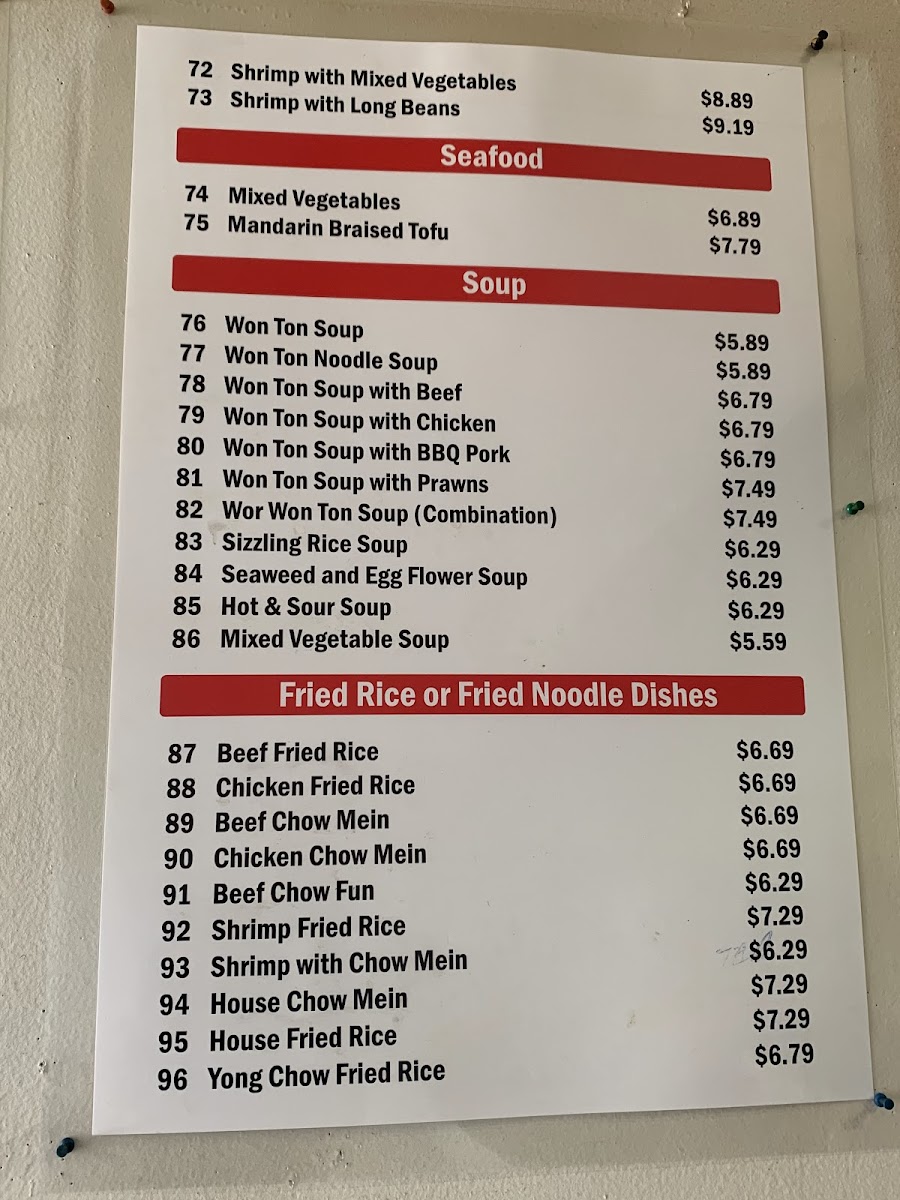 72 Shrimp with Mixed Vegetables $8.89
73 Shrimp with Long Beans $9.19
Seafood
74 Mixed Vegetables $6.89
75 Mandarin Braised Tofu $7.79
Soup
76 Won Ton Soup $5.89
77 Won Ton Noodle Soup $5.89
78 Won Ton Soup with Beef $6.79
79 Won Ton Soup with Chicken $6.79
80 Won Ton Soup with BBQ Pork $6.79
81 Won Ton Soup with Prawns $7.49
82 Wor Won Ton Soup (Combination) $7.49
83 Sizzling Rice Soup $6.29
84 Seaweed and Egg Flower Soup $6.29
85 Hot & Sour Soup $6.29
86 Mixed Vegetable Soup $5.59
Fried Rice or Fried Noodle Dishes
87 Beef Fried Rice $6.69
88 Chicken Fried Rice $6.69
89 Beef Chow Mein $6.69
90 Chicken Chow Mein $6.69
91 Beef Chow Fun $6.29
92 Shrimp Fried Rice $7.29
93 Shrimp with Chow Mein $6.29
94 House Chow Mein $7.29
95 House Fried Rice $7.29
96 Yong Chow Fried Rice $6.79